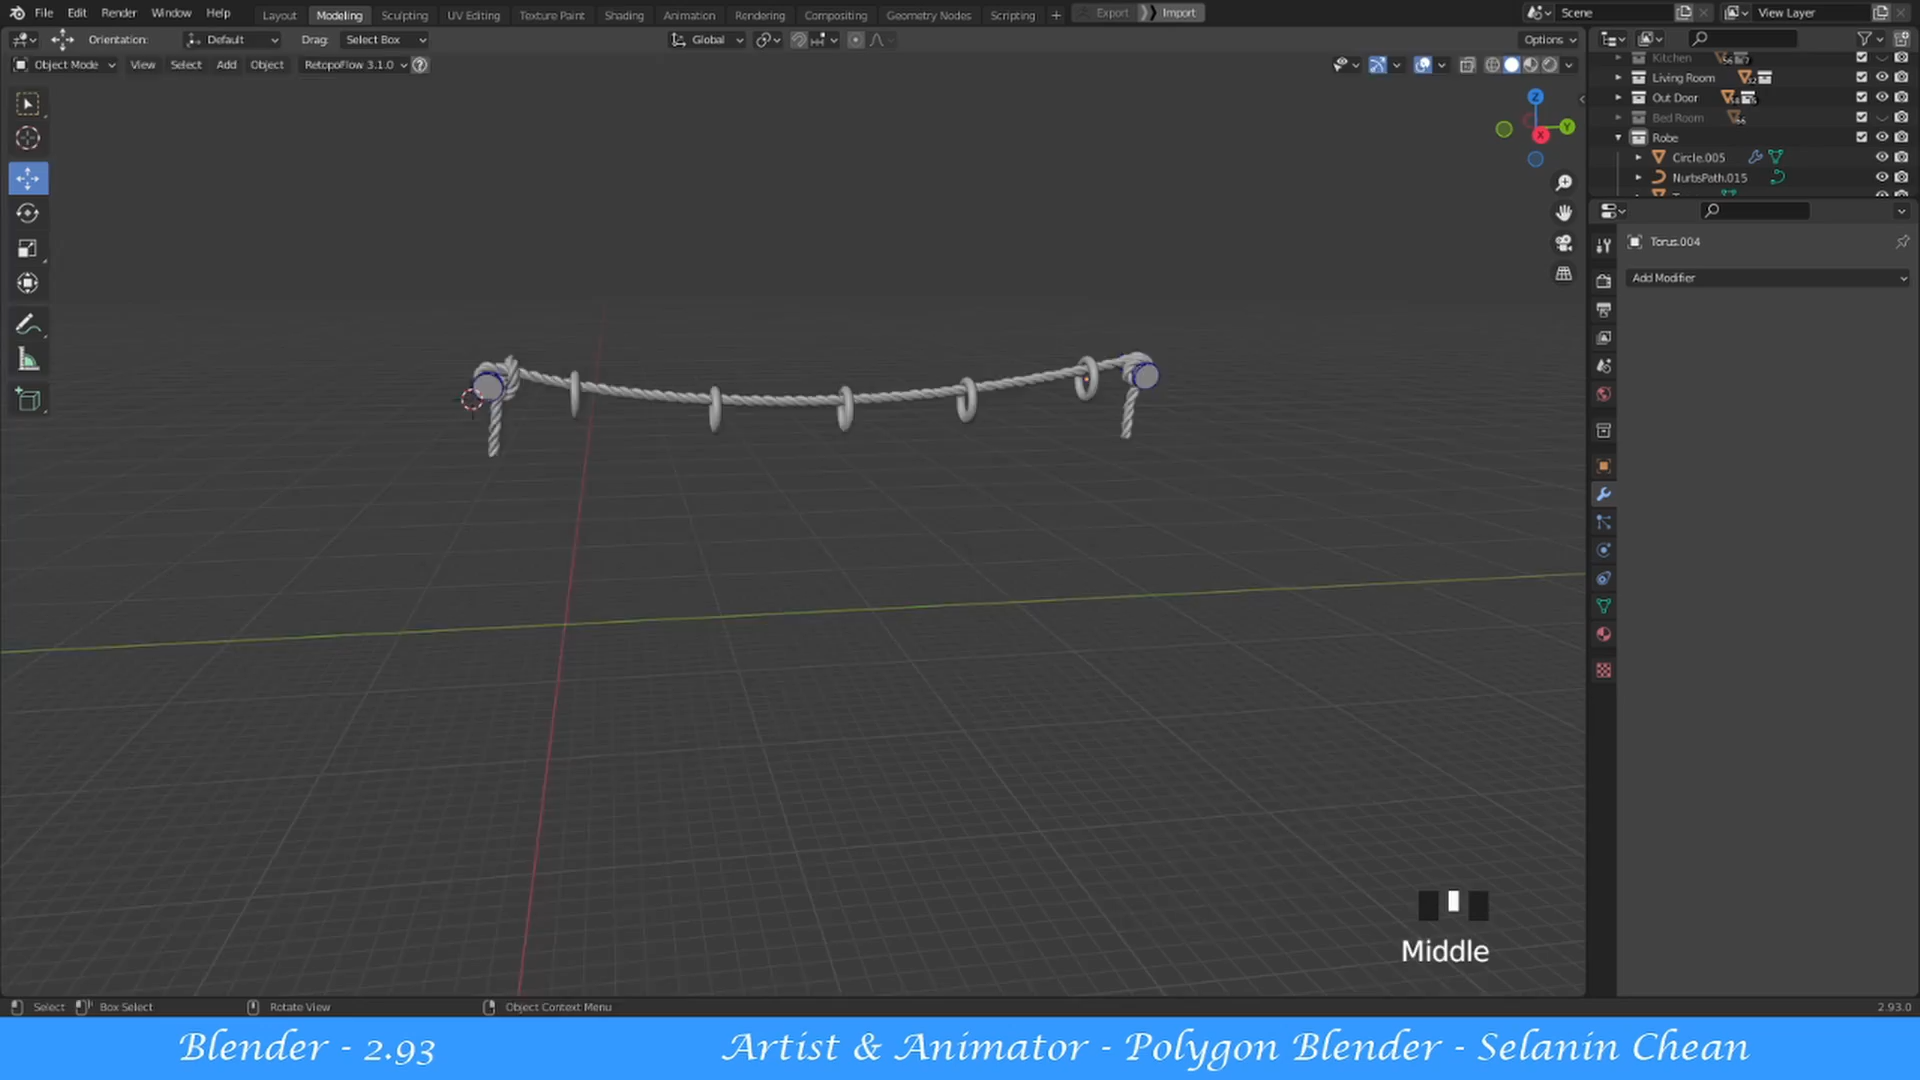 File Edit Render Window Help Layout Modeling Sculpting UV Editing Texture Paint Shading Animation Rendering Compositing Geometry Nodes Scripting + Export Import Scene View Layer
Orientation: Default Drag: Select Box Global Options
Object Mode View Select Add Object RetopoFlow 3.1.0
Kitchen
Living Room
Out Door
Bed Room
Robe
Circle.005
NurbsPath.015
Z
Y
X
Torus.004
Add Modifier
Middle
Select Box Select Rotate View Object Context Menu 2.93.0
Blender - 2.93 Artist & Animator - Polygon Blender - Selanin Chean